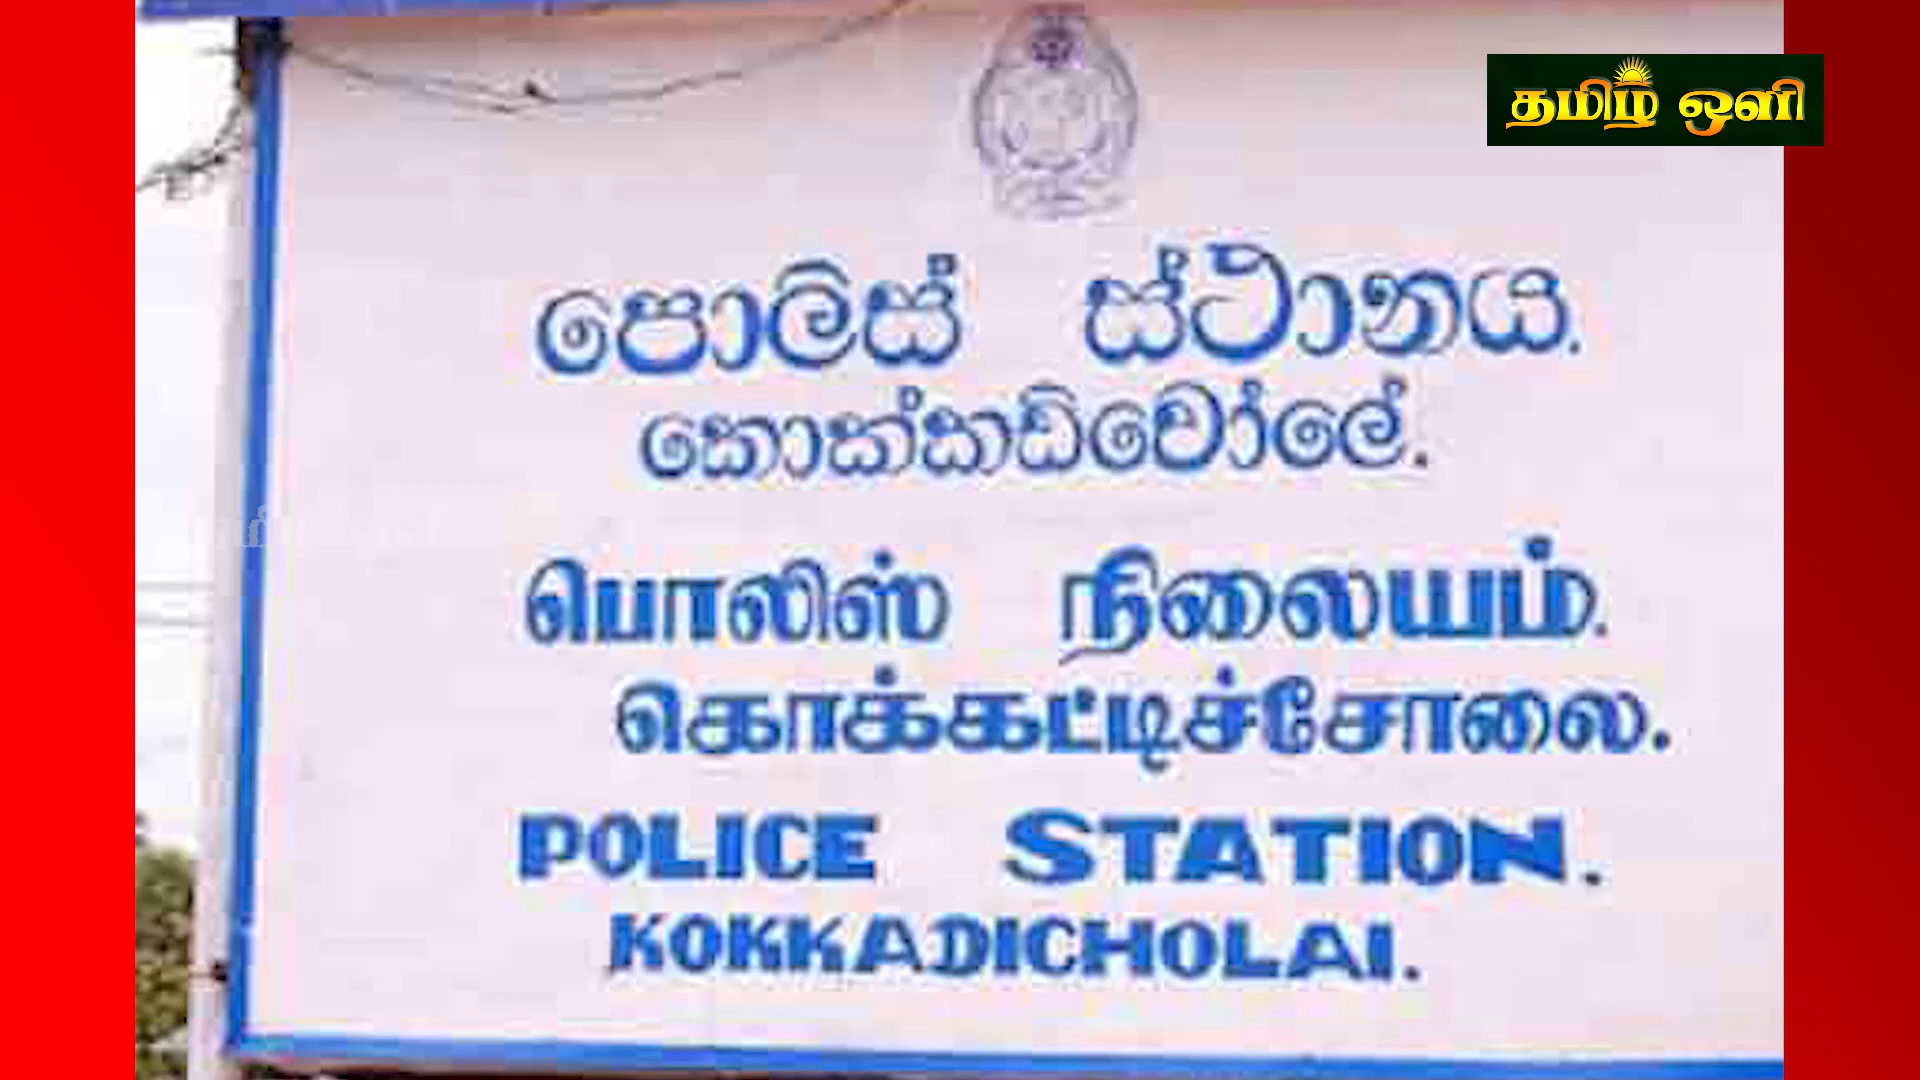 தமிழ் ஒளி
පොලිස් ස්ථානය.
කොක්කඩිචෝලේ.
பொலிஸ் நிலையம்.
கொக்கட்டிச்சோலை.
POLICE STATION.
KOKKADICHOLAI.